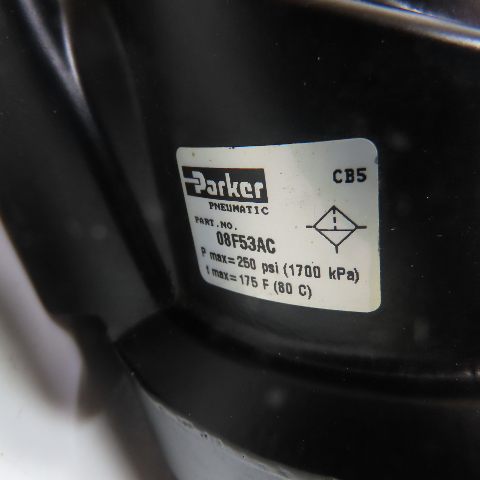 Parker
CB5
PNEUMATIC
PART.NO.
08F53AC
P max=250 psi (1700 kPa)
t max=175 F (80 C)